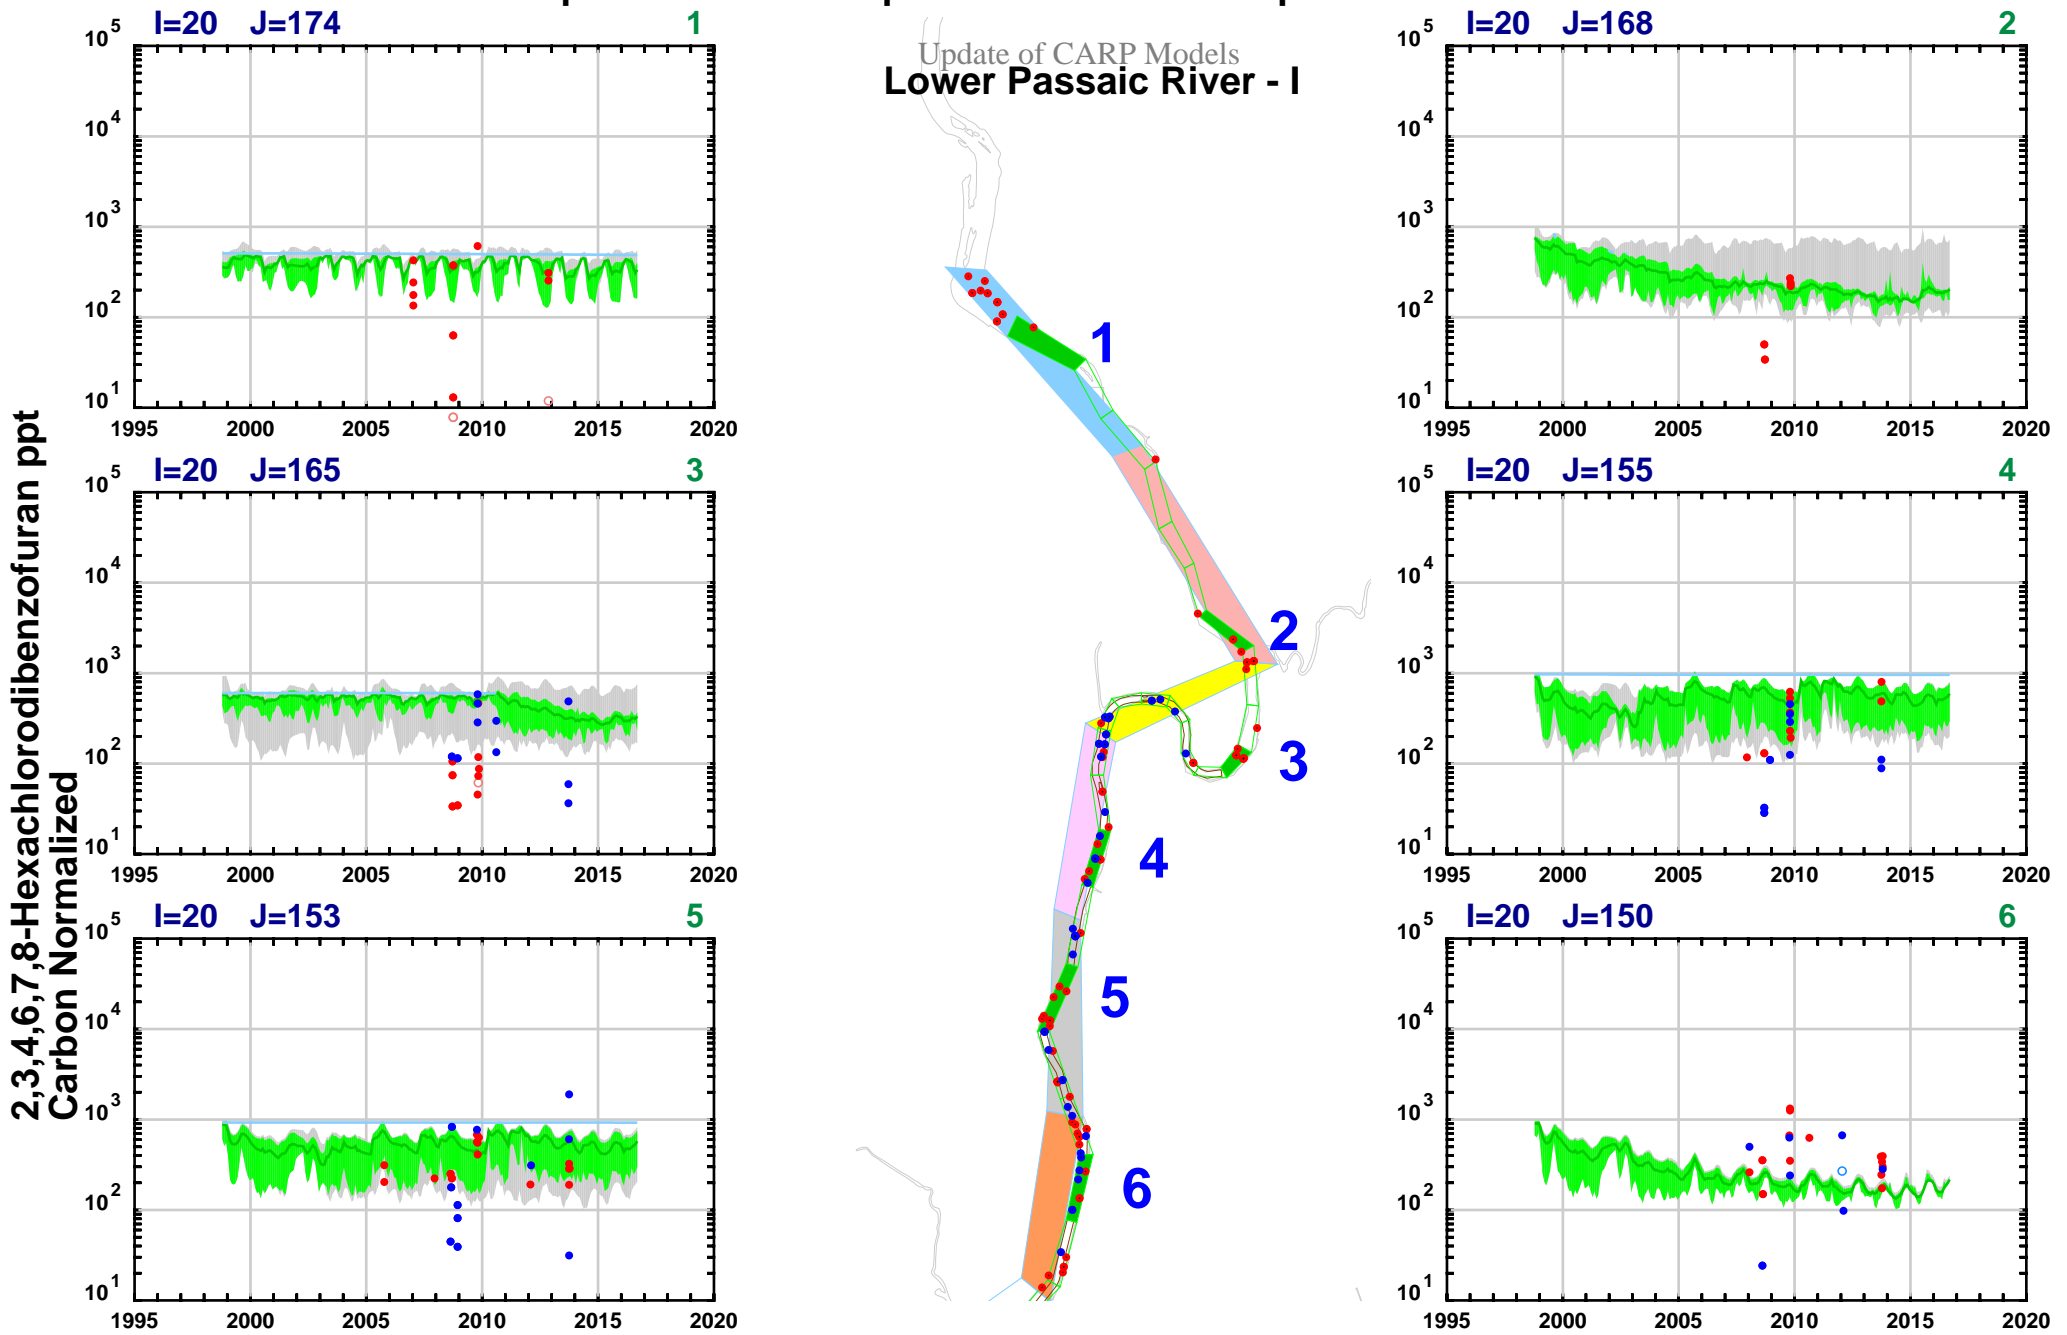 Update of CARP Models
Lower Passaic River - I
2,3,4,6,7,8-Hexachlorodibenzofuran ppt
Carbon Normalized
I=20 J=174 1
10^5
10^4
10^3
10^2
10^1
1995 2000 2005 2010 2015 2020
I=20 J=168 2
10^5
10^4
10^3
10^2
10^1
1995 2000 2005 2010 2015 2020
I=20 J=165 3
10^5
10^4
10^3
10^2
10^1
1995 2000 2005 2010 2015 2020
I=20 J=155 4
10^5
10^4
10^3
10^2
10^1
1995 2000 2005 2010 2015 2020
I=20 J=153 5
10^5
10^4
10^3
10^2
10^1
1995 2000 2005 2010 2015 2020
I=20 J=150 6
10^5
10^4
10^3
10^2
10^1
1995 2000 2005 2010 2015 2020
1
2
3
4
5
6